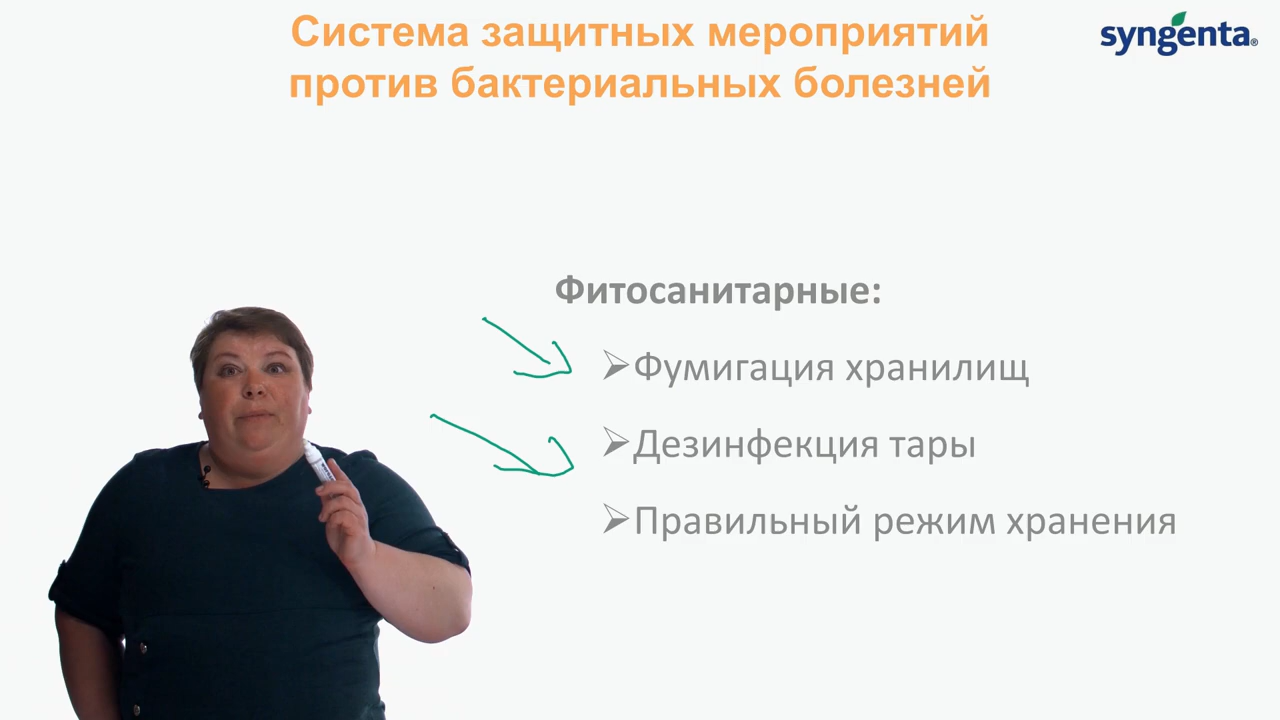 Система защитных мероприятий
против бактериальных болезней
syngenta®
Фитосанитарные:
Фумигация хранилищ
Дезинфекция тары
Правильный режим хранения